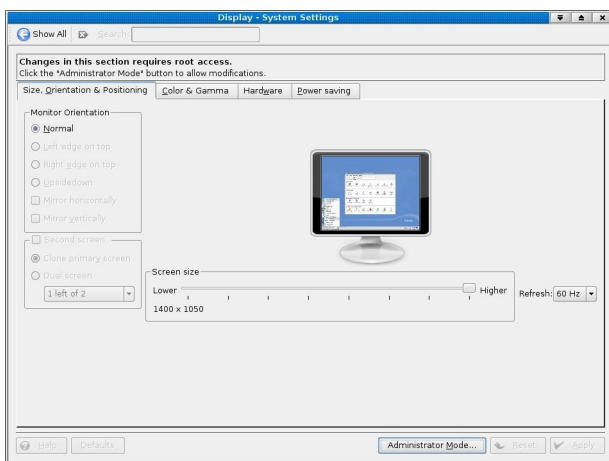 Display - System Settings
Show All Search:
Changes in this section requires root access.
Click the "Administrator Mode" button to allow modifications.
Size, Orientation & Positioning Color & Gamma Hardware Power saving
Monitor Orientation
Normal
Left edge on top
Right edge on top
Upsidedown
Mirror horizontally
Mirror vertically
Second screen
Clone primary screen
Dual screen
1 left of 2
Screen size
Lower Higher
1400 x 1050
Refresh: 60 Hz
Help Defaults Administrator Mode... Reset Apply